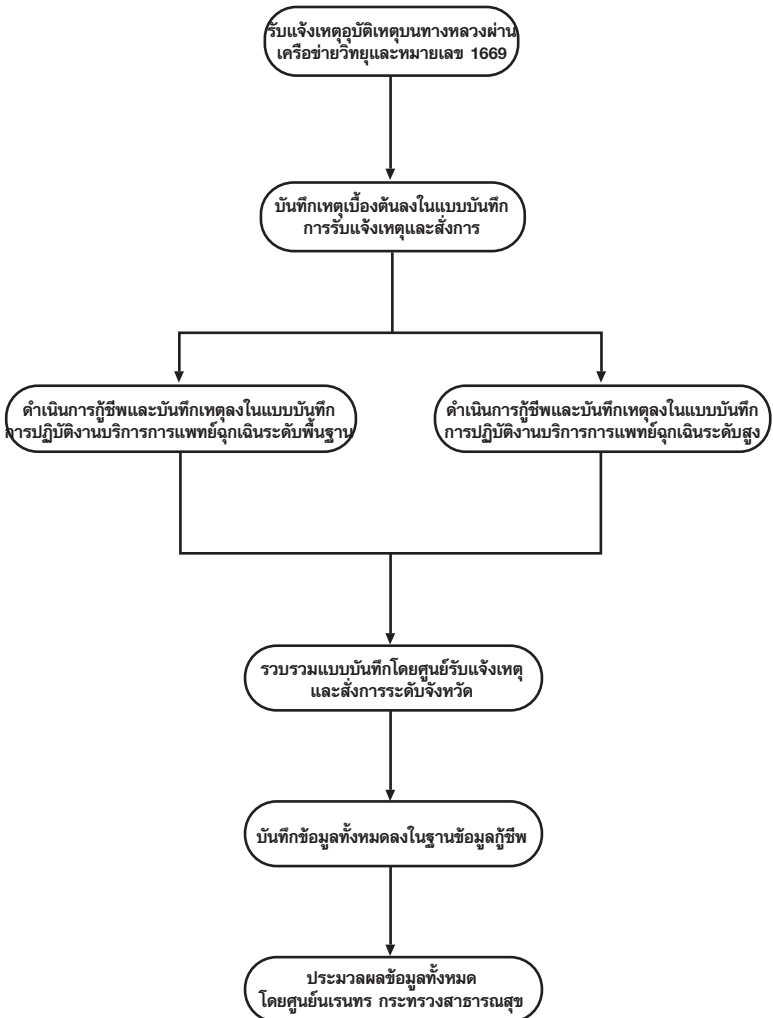 รับแจ้งเหตุอุบัติเหตุบนทางหลวงผ่าน
เครือข่ายวิทยุและหมายเลข 1669
บันทึกเหตุเบื้องต้นลงในแบบบันทึก
การรับแจ้งเหตุและสั่งการ
ดำเนินการกู้ชีพและบันทึกเหตุลงในแบบบันทึก
การปฏิบัติงานบริการการแพทย์ฉุกเฉินระดับพื้นฐาน
ดำเนินการกู้ชีพและบันทึกเหตุลงในแบบบันทึก
การปฏิบัติงานบริการการแพทย์ฉุกเฉินระดับสูง
รวบรวมแบบบันทึกโดยศูนย์รับแจ้งเหตุ
และสั่งการระดับจังหวัด
บันทึกข้อมูลทั้งหมดลงในฐานข้อมูลกู้ชีพ
ประมวลผลข้อมูลทั้งหมด
โดยศูนย์นเรนทร กระทรวงสาธารณสุข